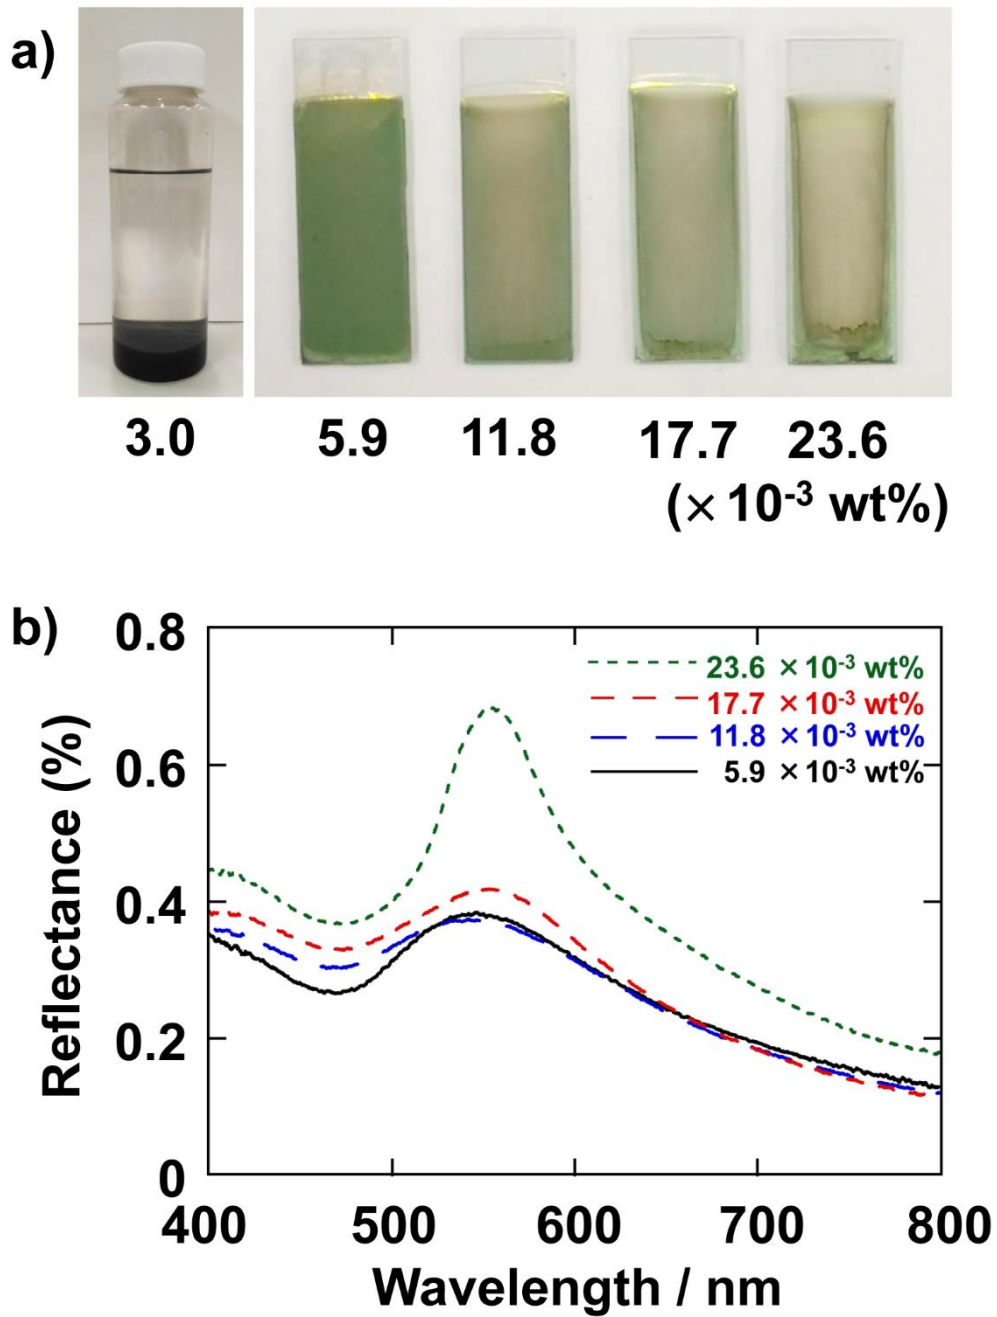 a)
3.0 5.9 11.8 17.7 23.6
(× 10⁻³ wt%)
b)
0.8
0.6
0.4
0.2
0
Reflectance (%)
23.6 ×10⁻³ wt%
17.7 ×10⁻³ wt%
11.8 ×10⁻³ wt%
5.9 ×10⁻³ wt%
400 500 600 700 800
Wavelength / nm